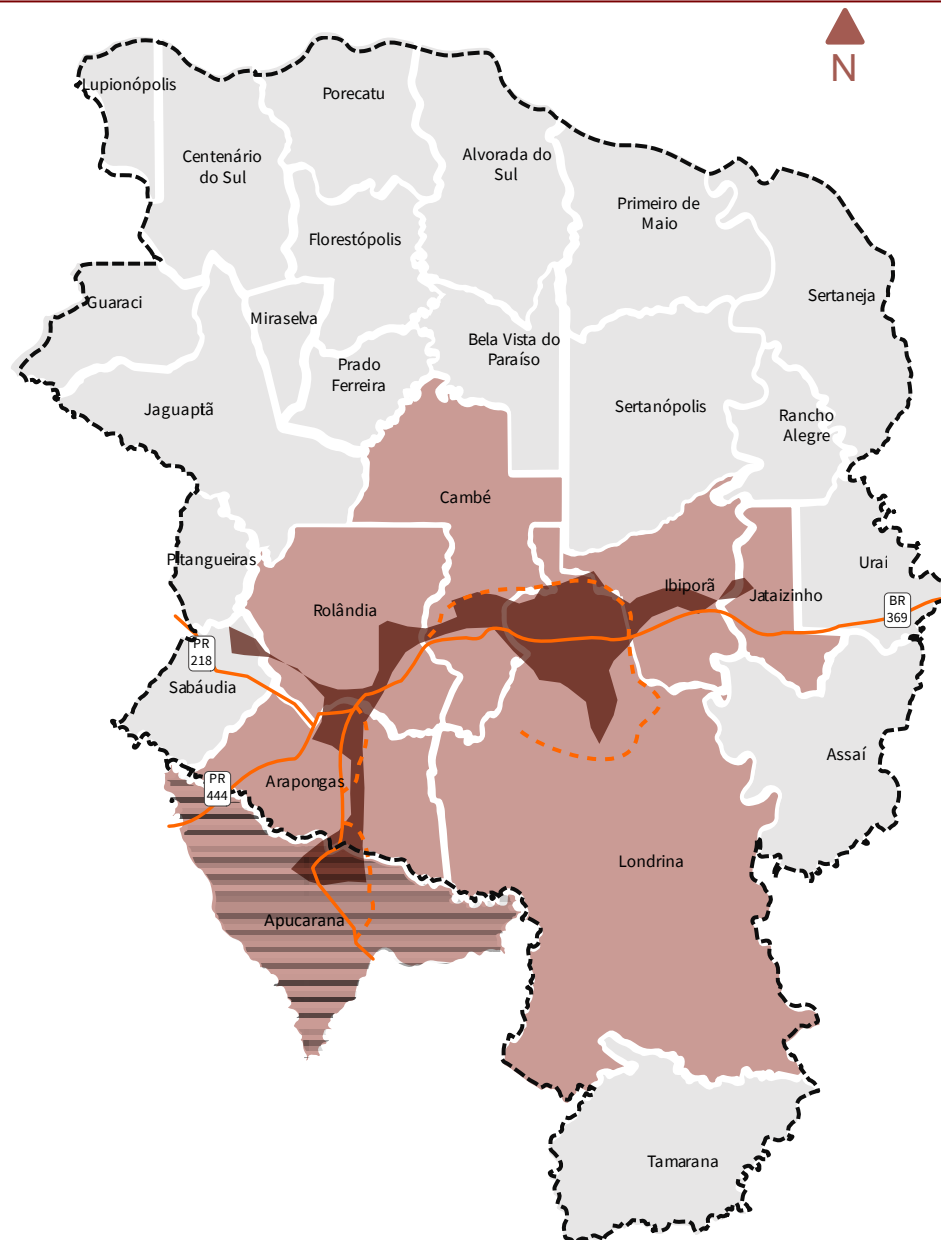 N
Lupionópolis
Porecatu
Centenário
do Sul
Alvorada do
Sul
Primeiro de
Maio
Florestópolis
Sertaneja
Guaraci
Miraselva
Bela Vista do
Paraíso
Prado
Ferreira
Jaguaptã
Sertanópolis
Rancho
Alegre
Cambé
Pitangueiras
Urai
Ibiporã
Jataizinho
Rolândia
BR
369
PR
218
Sabáudia
Assaí
PR
444
Arapongas
Londrina
Apucarana
Tamarana